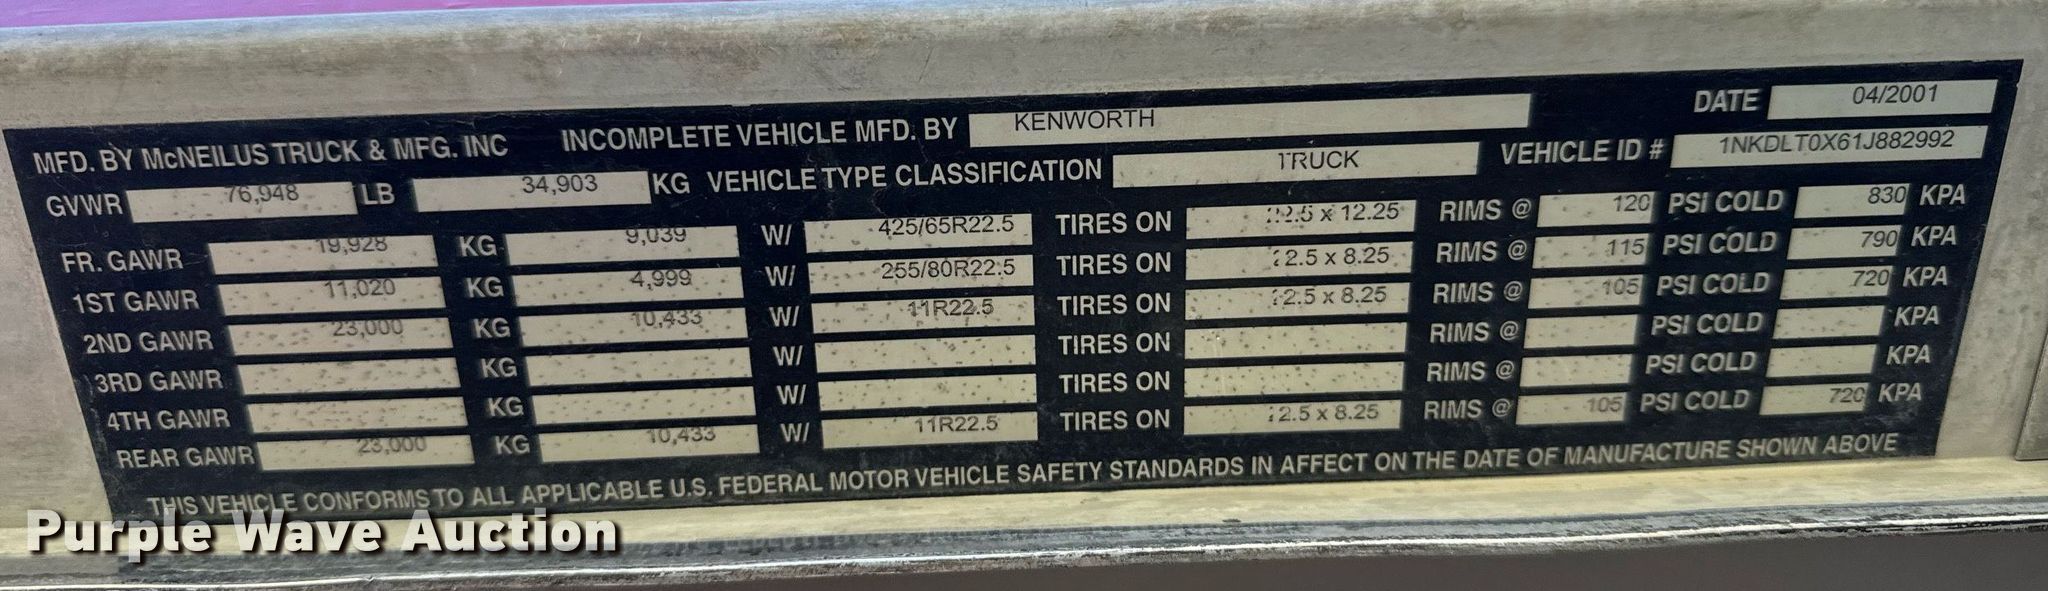 MFD. BY McNEILUS TRUCK & MFG. INC INCOMPLETE VEHICLE MFD. BY KENWORTH DATE 04/2001
GVWR 76,948 LB 34,903 KG VEHICLE TYPE CLASSIFICATION TRUCK VEHICLE ID # 1NKDLT0X61J882992
FR. GAWR 19,928 KG 9,039 W/ 425/65R22.5 TIRES ON 22.5 x 12.25 RIMS @ 120 PSI COLD 830 KPA
1ST GAWR 11,020 KG 4,999 W/ 255/80R22.5 TIRES ON 22.5 x 8.25 RIMS @ 115 PSI COLD 790 KPA
2ND GAWR 23,000 KG 10,433 W/ 11R22.5 TIRES ON 22.5 x 8.25 RIMS @ 105 PSI COLD 720 KPA
3RD GAWR KG W/ TIRES ON RIMS @ PSI COLD KPA
4TH GAWR KG W/ TIRES ON RIMS @ PSI COLD KPA
REAR GAWR 23,000 KG 10,433 W/ 11R22.5 TIRES ON 22.5 x 8.25 RIMS @ 105 PSI COLD 720 KPA
THIS VEHICLE CONFORMS TO ALL APPLICABLE U.S. FEDERAL MOTOR VEHICLE SAFETY STANDARDS IN AFFECT ON THE DATE OF MANUFACTURE SHOWN ABOVE
Purple Wave Auction